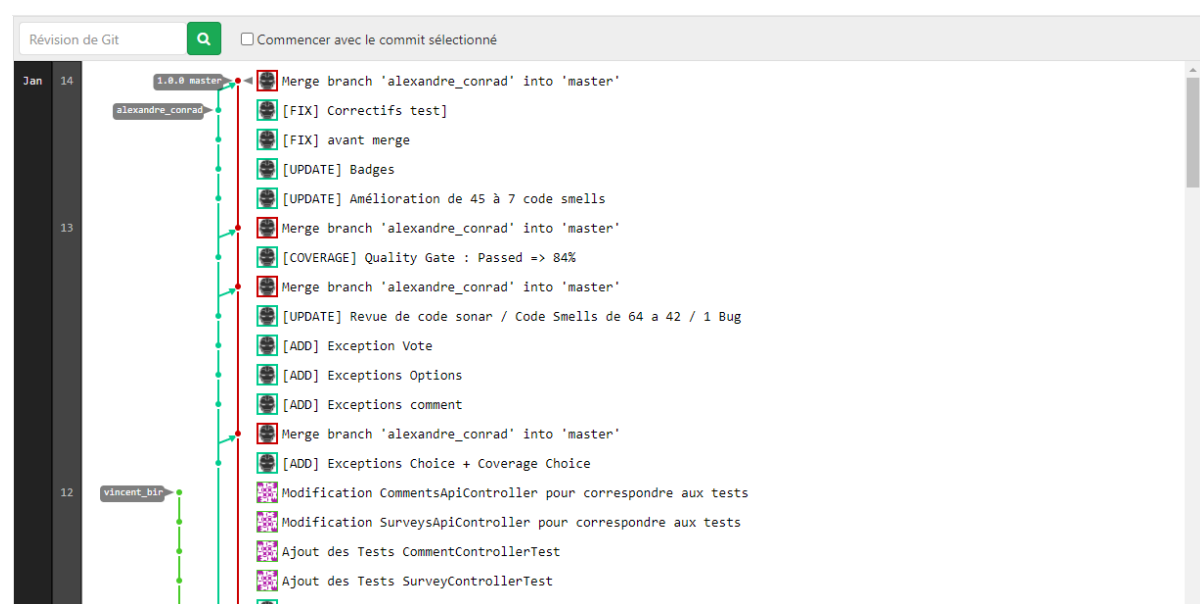 Révision de Git
Commencer avec le commit sélectionné
Jan 14 1.0.0 master Merge branch 'alexandre_conrad' into 'master'
alexandre_conrad [FIX] Correctifs test]
[FIX] avant merge
[UPDATE] Badges
[UPDATE] Amélioration de 45 à 7 code smells
13 Merge branch 'alexandre_conrad' into 'master'
[COVERAGE] Quality Gate : Passed => 84%
Merge branch 'alexandre_conrad' into 'master'
[UPDATE] Revue de code sonar / Code Smells de 64 a 42 / 1 Bug
[ADD] Exception Vote
[ADD] Exceptions Options
[ADD] Exceptions comment
Merge branch 'alexandre_conrad' into 'master'
[ADD] Exceptions Choice + Coverage Choice
12 vincent_bir Modification CommentsApiController pour correspondre aux tests
Modification SurveysApiController pour correspondre aux tests
Ajout des Tests CommentControllerTest
Ajout des Tests SurveyControllerTest